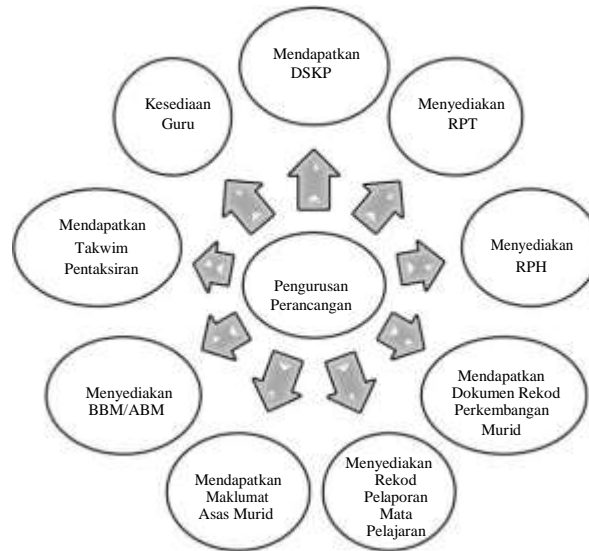 Mendapatkan
DSKP
Menyediakan
RPT
Menyediakan
RPH
Mendapatkan
Dokumen Rekod
Perkembangan
Murid
Menyediakan
Rekod
Pelaporan
Mata
Pelajaran
Mendapatkan
Maklumat
Asas Murid
Menyediakan
BBM/ABM
Mendapatkan
Takwim
Pentaksiran
Kesediaan
Guru
Pengurusan
Perancangan